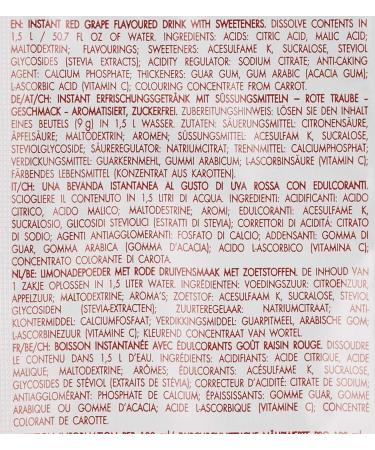 EN: INSTANT RED GRAPE FLAVOURED DRINK WITH SWEETENERS. DISSOLVE CONTENTS IN
1,5 L / 50.7 FL OZ OF WATER. INGREDIENTS: ACIDS: CITRIC ACID, MALIC ACID;
MALTODEXTRIN; FLAVOURINGS; SWEETENERS: ACESULFAME K, SUCRALOSE, STEVIOL
GLYCOSIDES (STEVIA EXTRACTS); ACIDITY REGULATOR: SODIUM CITRATE; ANTI-CAKING
AGENT: CALCIUM PHOSPHATE; THICKENERS: GUAR GUM, GUM ARABIC (ACACIA GUM);
L-ASCORBIC ACID (VITAMIN C); COLOURING CONCENTRATE FROM CARROT.
DE/AT/CH: INSTANT ERFRISCHUNGSGETRÄNK MIT SÜSSUNGSMITTELN – ROTE TRAUBE -
GESCHMACK - AROMATISIERT, ZUCKERFREI. ZUBEREITUNGSHINWEIS: LÖSEN SIE DEN INHALT
EINES BEUTELS (9 g) IN 1,5 L WASSER. ZUTATEN: SÄUERUNGSMITTEL: CITRONENSÄURE,
ÄPFELSÄURE; MALTODEXTRIN; AROMEN; SÜSSUNGSMITTEL: ACESULFAM K, SUCRALOSE,
STEVIOLGLYCOSIDE; SÄUREREGULATOR: NATRIUMCITRAT; TRENNMITTEL: CALCIUMPHOSPHAT;
VERDICKUNGSMITTEL: GUARKERNMEHL, GUMMI ARABICUM; L-ASCORBINSÄURE (VITAMIN C);
FÄRBENDES LEBENSMITTEL (KONZENTRAT AUS KAROTTEN).
IT/CH: UNA BEVANDA ISTANTANEA AL GUSTO DI UVA ROSSA CON EDULCORANTI.
SCIOGLIERE IL CONTENUTO IN 1,5 LITRO DI ACQUA. INGREDIENTI: ACIDIFICANTI: ACIDO
CITRICO, ACIDO MALICO; MALTODESTRINE; AROMI; EDULCORANTI: ACESULFAME K,
SUCRALOSIO, GLICOSIDI STEVIOLICI (ESTRATTI DI STEVIA); CORRETTORI DI ACIDITÁ: CITRATO
DI SODIO; AGENTI ANTIAGGLOMERANTI: FOSFATO DI CALCIO; ADDENSANTI: GOMMA DI
GUAR, GOMMA ARABICA (GOMMA D'ACACIA); ACIDO L-ASCORBICO (VITAMINA C);
CONCENTRATO COLORANTE DI CAROTA.
NL/BE: LIMONADEPOEDER MET RODE DRUIVENSMAAK MET ZOETSTOFFEN. DE INHOUD VAN
1 ZAKJE OPLOSSEN IN 1,5 LITER WATER. INGREDIËNTEN: VOEDINGSZUUR: CITROENZUUR,
APPELZUUR; MALTODEXTRINE; AROMA'S; ZOETSTOF: ACESULFAAM K, SUCRALOSE, STEVIOL
GLYCOSIDEN (STEVIA-EXTRACTEN); ZUURTEREGELAAR: NATRIUMCITRAAT; ANTI-
KLONTERMIDDEL: CALCIUMFOSFAAT; VERDIKKINGSMIDDELEN: GUARPITMEEL, ARABISCHE GOM;
L-ASCORBINEZUUR (VITAMINE C); KLEUREND CONCENTRAAT VAN WORTEL.
FR/BE/CH: BOISSON INSTANTANÉE AVEC ÉDULCORANTS GOÛT RAISIN ROUGE. DISSOUDRE
LE CONTENU DANS 1,5 L D'EAU. INGRÉDIENTS: ACIDIFIANTS: ACIDE CITRIQUE, ACIDE
MALIQUE; MALTODEXTRINE; ARÔMES; ÉDULCORANTS: ACÉSULFAME K, SUCRALOSE,
GLYCOSIDES DE STÉVIOL (EXTRAITS DE STÉVIA); CORRECTEUR D'ACIDITÉ: CITRATE DE SODIUM;
ANTIAGGLOMÉRANT: PHOSPHATE DE CALCIUM; ÉPAISSISSANTS: GOMME GUAR, GOMME
ARABIQUE OU GOMME D'ACACIA; ACIDE L-ASCORBIQUE (VITAMINE C); CONCENTRÉ
COLORANT DE CAROTTE.